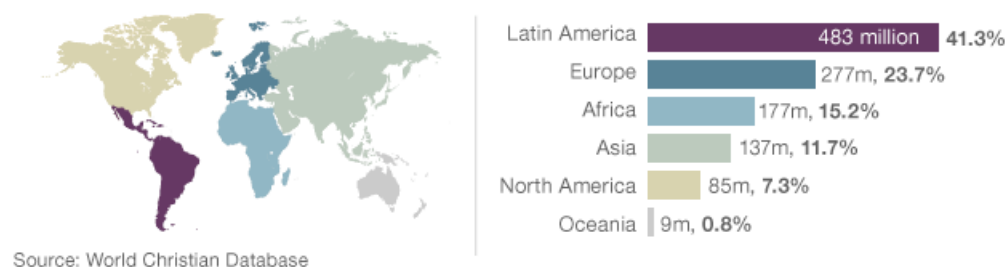 Latin America 483 million 41.3%
Europe 277m, 23.7%
Africa 177m, 15.2%
Asia 137m, 11.7%
North America 85m, 7.3%
Oceania 9m, 0.8%
Source: World Christian Database